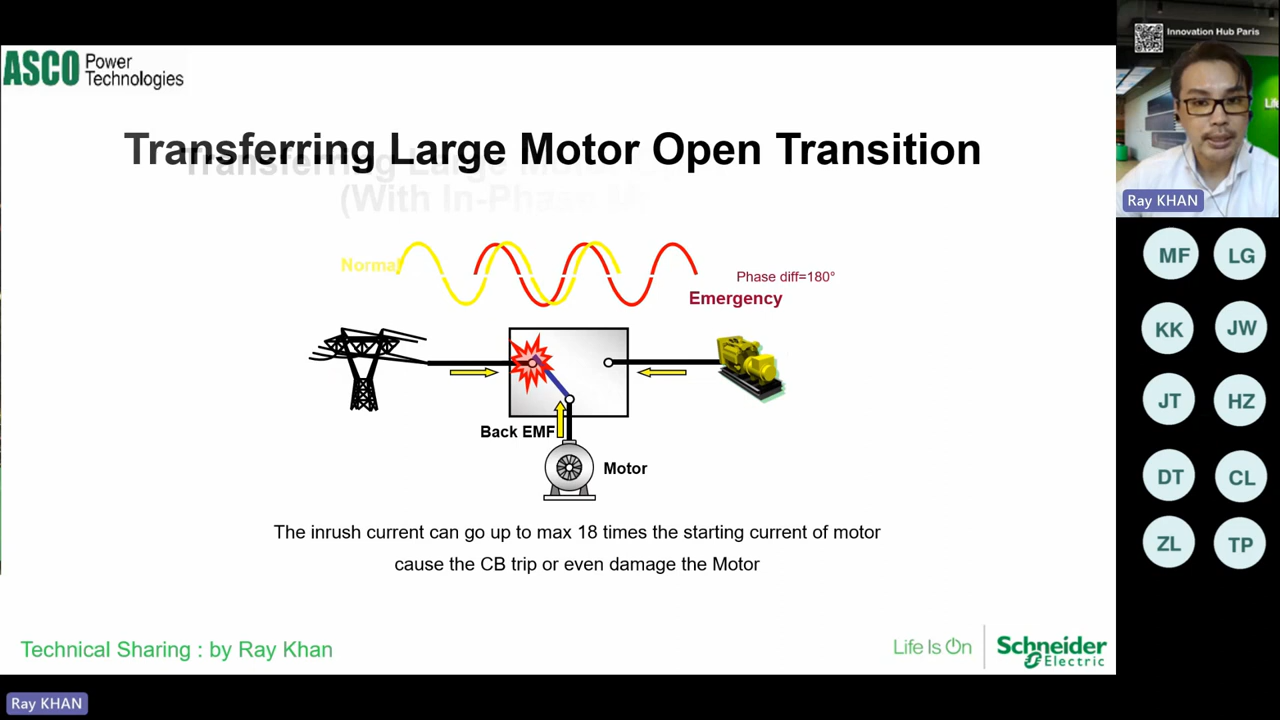 ASCO Power
Technologies
Transferring Large Motor Open Transition
Transferring Large Motor
(With In-Phase
Normal
Phase diff=180°
Emergency
Back EMF
Motor
The inrush current can go up to max 18 times the starting current of motor
cause the CB trip or even damage the Motor
Technical Sharing : by Ray Khan
Life Is On
Schneider
Electric
Ray KHAN
Innovation Hub Paris
Ray KHAN
MF
LG
KK
JW
JT
HZ
DT
CL
ZL
TP